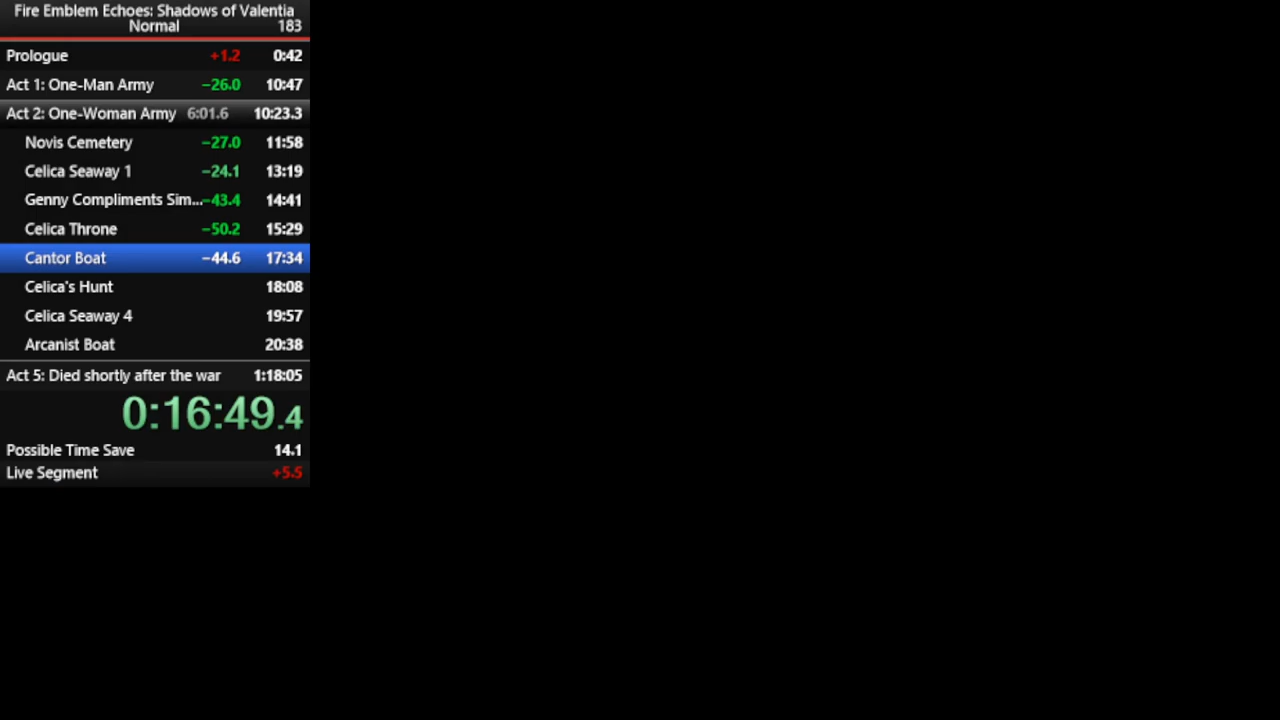 Fire Emblem Echoes: Shadows of Valentia
Normal 183
Prologue +1.2 0:42
Act 1: One-Man Army −26.0 10:47
Act 2: One-Woman Army 6:01.6 10:23.3
Novis Cemetery −27.0 11:58
Celica Seaway 1 −24.1 13:19
Genny Compliments Sim... −43.4 14:41
Celica Throne −50.2 15:29
Cantor Boat −44.6 17:34
Celica's Hunt 18:08
Celica Seaway 4 19:57
Arcanist Boat 20:38
Act 5: Died shortly after the war 1:18:05
0:16:49.4
Possible Time Save 14.1
Live Segment +5.5